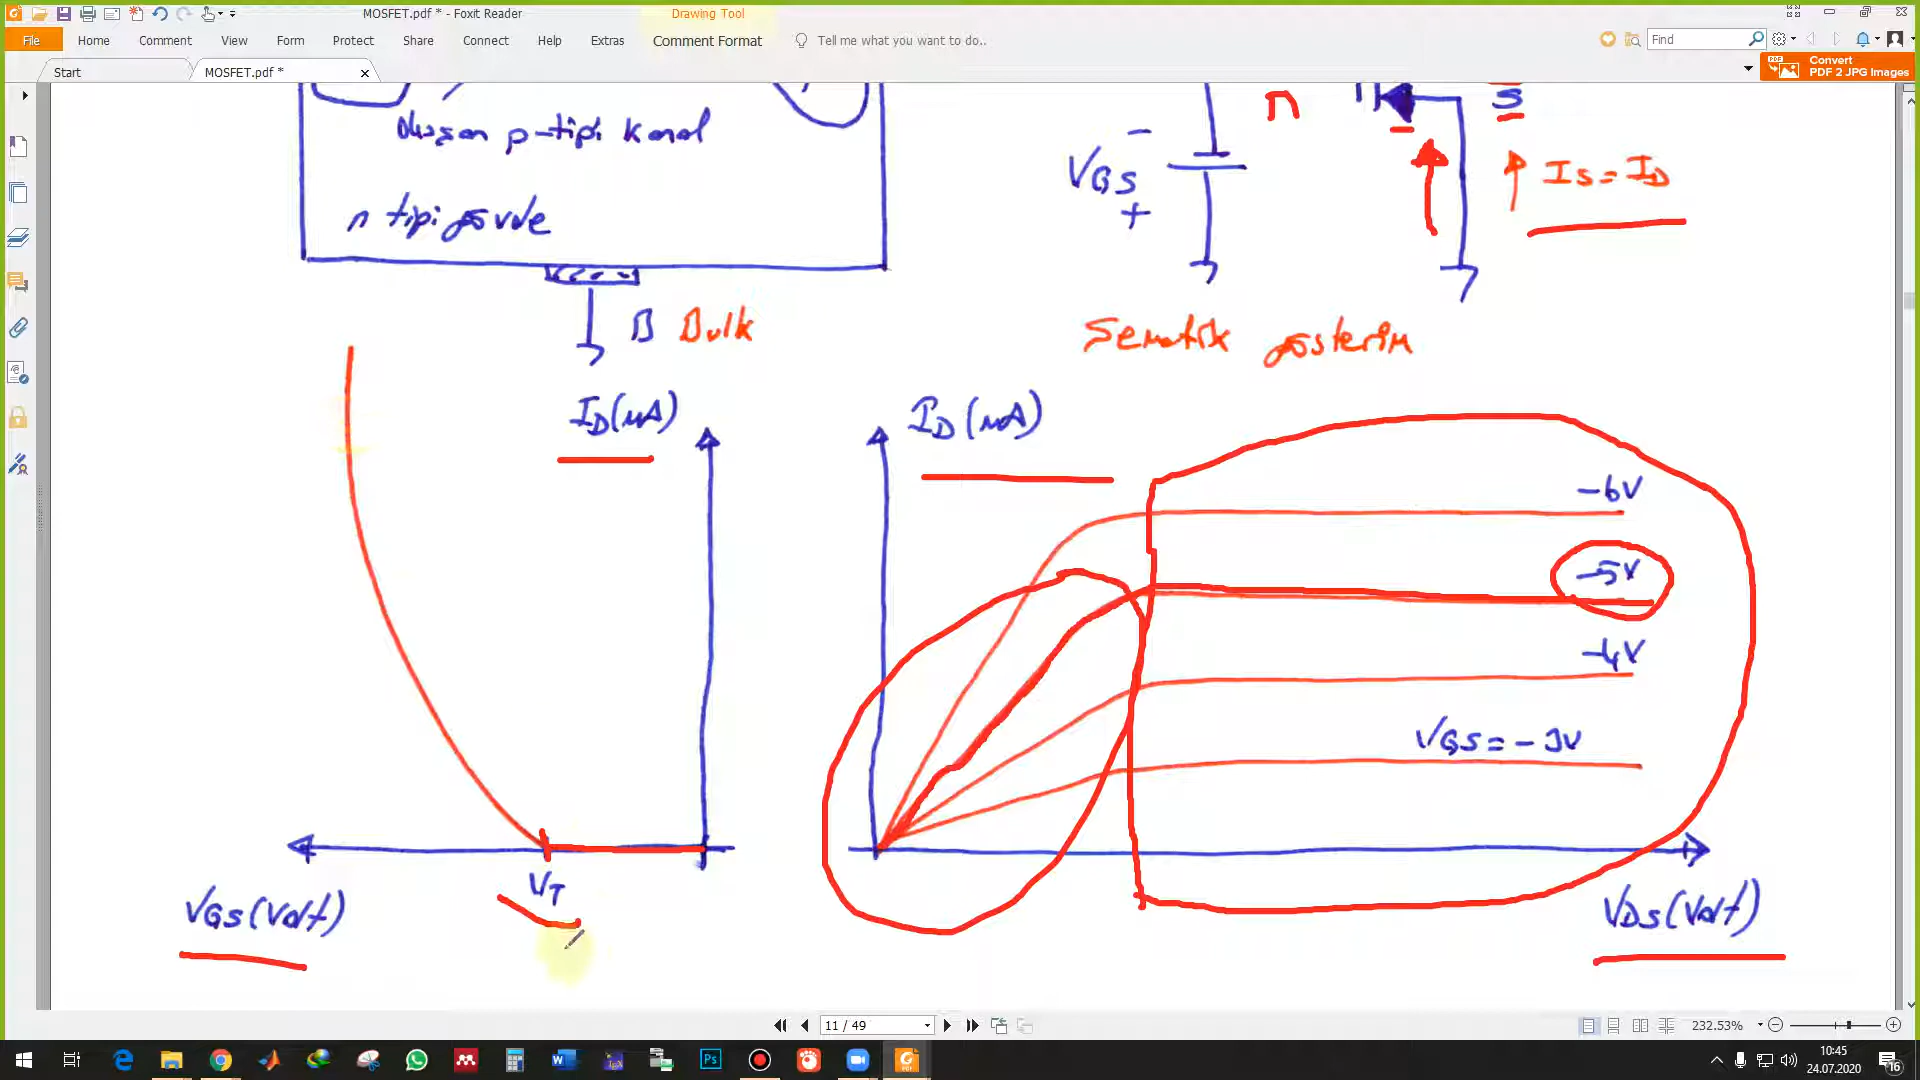 MOSFET.pdf * - Foxit Reader
Drawing Tool
File
Home
Comment
View
Form
Protect
Share
Connect
Help
Extras
Comment Format
Tell me what you want to do..
Find
Start
MOSFET.pdf *
Convert
PDF 2 JPG Images
oluşan p-tipi kanal
n tipi gövde
B Bulk
n
S
-
VGS
+
IS = ID
Sematik gösterim
ID(mA)
VT
VGS(Volt)
ID(mA)
-6V
-5V
-4V
VGS = -3V
VDS(Volt)
11 / 49
232.53%
10:45
24.07.2020
16